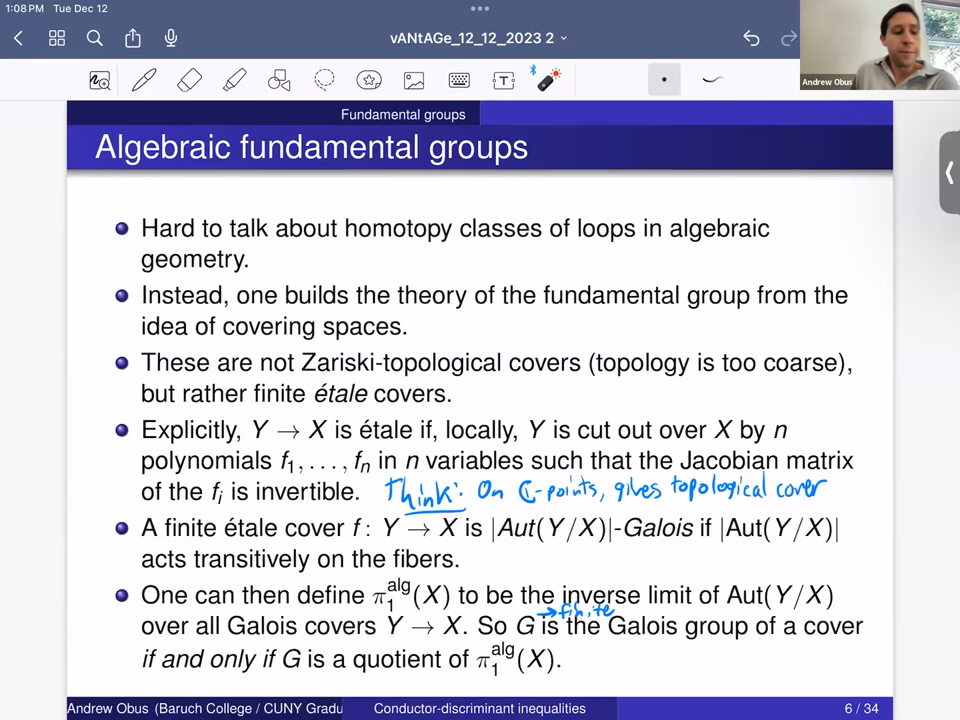 1:08 PM Tue Dec 12
vANtAGe_12_12_2023 2
Andrew Obus
Fundamental groups
Algebraic fundamental groups
Hard to talk about homotopy classes of loops in algebraic
geometry.
Instead, one builds the theory of the fundamental group from the
idea of covering spaces.
These are not Zariski-topological covers (topology is too coarse),
but rather finite étale covers.
Explicitly, Y → X is étale if, locally, Y is cut out over X by n
polynomials f₁, . . . , fₙ in n variables such that the Jacobian matrix
of the fᵢ is invertible. Think: On ℂ-points, gives topological cover
A finite étale cover f : Y → X is |Aut(Y/X)|-Galois if |Aut(Y/X)|
acts transitively on the fibers.
One can then define π₁^alg(X) to be the inverse limit of Aut(Y/X)
→finite
over all Galois covers Y → X. So G is the Galois group of a cover
if and only if G is a quotient of π₁^alg(X).
Andrew Obus (Baruch College / CUNY Gradu
Conductor-discriminant inequalities
6 / 34